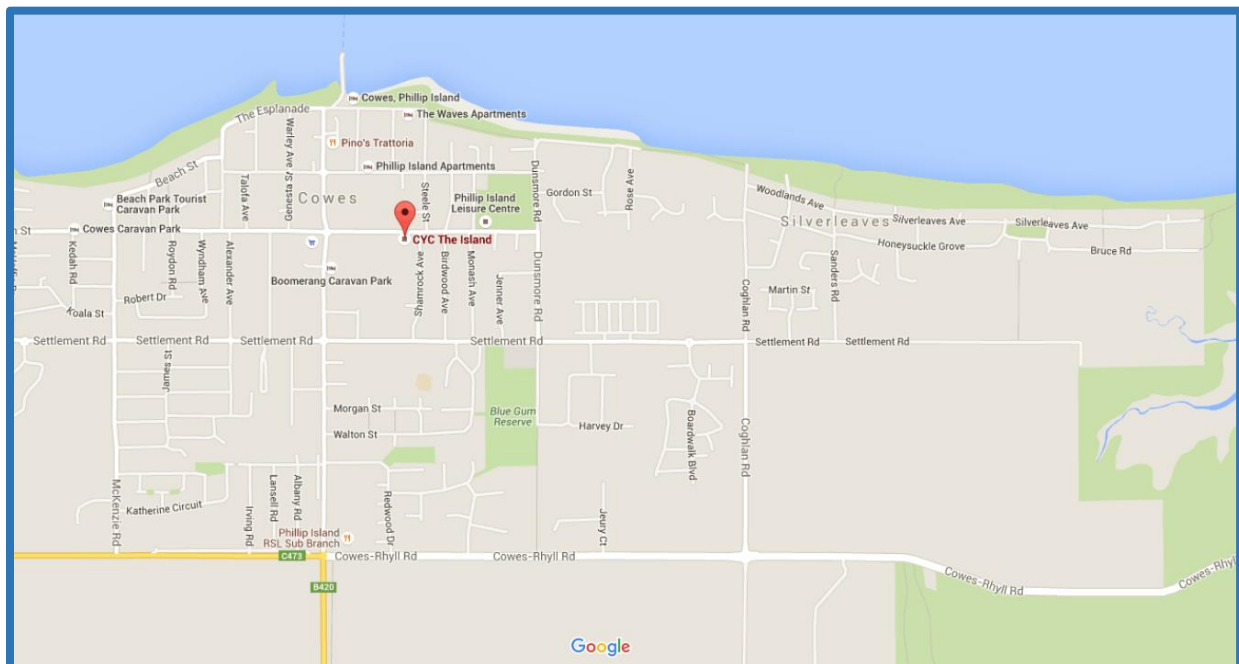 Cowes, Phillip Island
The Esplanade
The Waves Apartments
Warley Ave
Pino's Trattoria
Beach St
Phillip Island Apartments
Dunsmore Rd
Genesta St
Talofa Ave
Steele St
Rose Ave
Gordon St
Woodlands Ave
Cowes
Beach Park Tourist
Caravan Park
Phillip Island
Leisure Centre
Silverleaves
Silverleaves Ave
Silverleaves Ave
n St
Cowes Caravan Park
CYC The Island
Honeysuckle Grove
Bruce Rd
Kedah Rd
Roydon Rd
Wyndham Ave
Alexander Ave
Shamrock Ave
Birdwood Ave
Monash Ave
Jenner Ave
Dunsmore Rd
Sanders Rd
Boomerang Caravan Park
Coghlan Rd
Martin St
Robert Dr
Koala St
Settlement Rd
Settlement Rd
Settlement Rd
Settlement Rd
Settlement Rd
Settlement Rd
James St
Morgan St
Blue Gum
Reserve
Walton St
Harvey Dr
Boardwalk Blvd
Coghlan Rd
McKenzie Rd
Katherine Circuit
Irving Rd
Lansell Rd
Albany Rd
Redwood Dr
Jeury Ct
Phillip Island
RSL Sub Branch
C473
Cowes-Rhyll Rd
Cowes-Rhyll Rd
Cowes-Rhyll Rd
Cowes-Rhyll
B420
Google